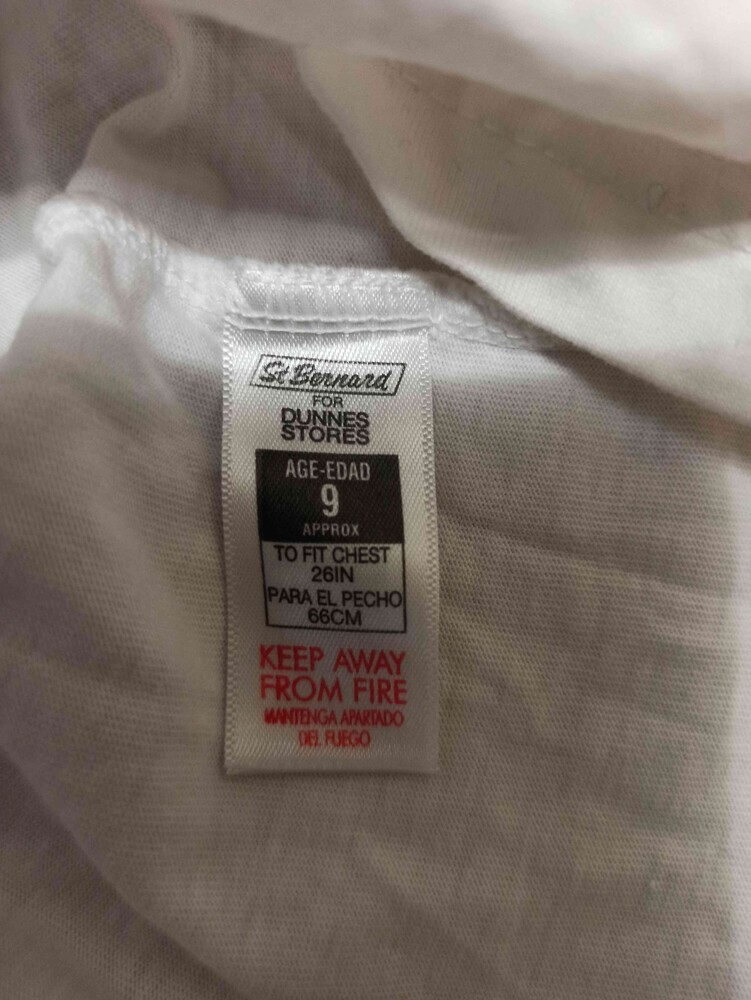 St Bernard
FOR
DUNNES
STORES
AGE-EDAD
9
APPROX
TO FIT CHEST
26IN
PARA EL PECHO
66CM
KEEP AWAY
FROM FIRE
MANTENGA APARTADO
DEL FUEGO